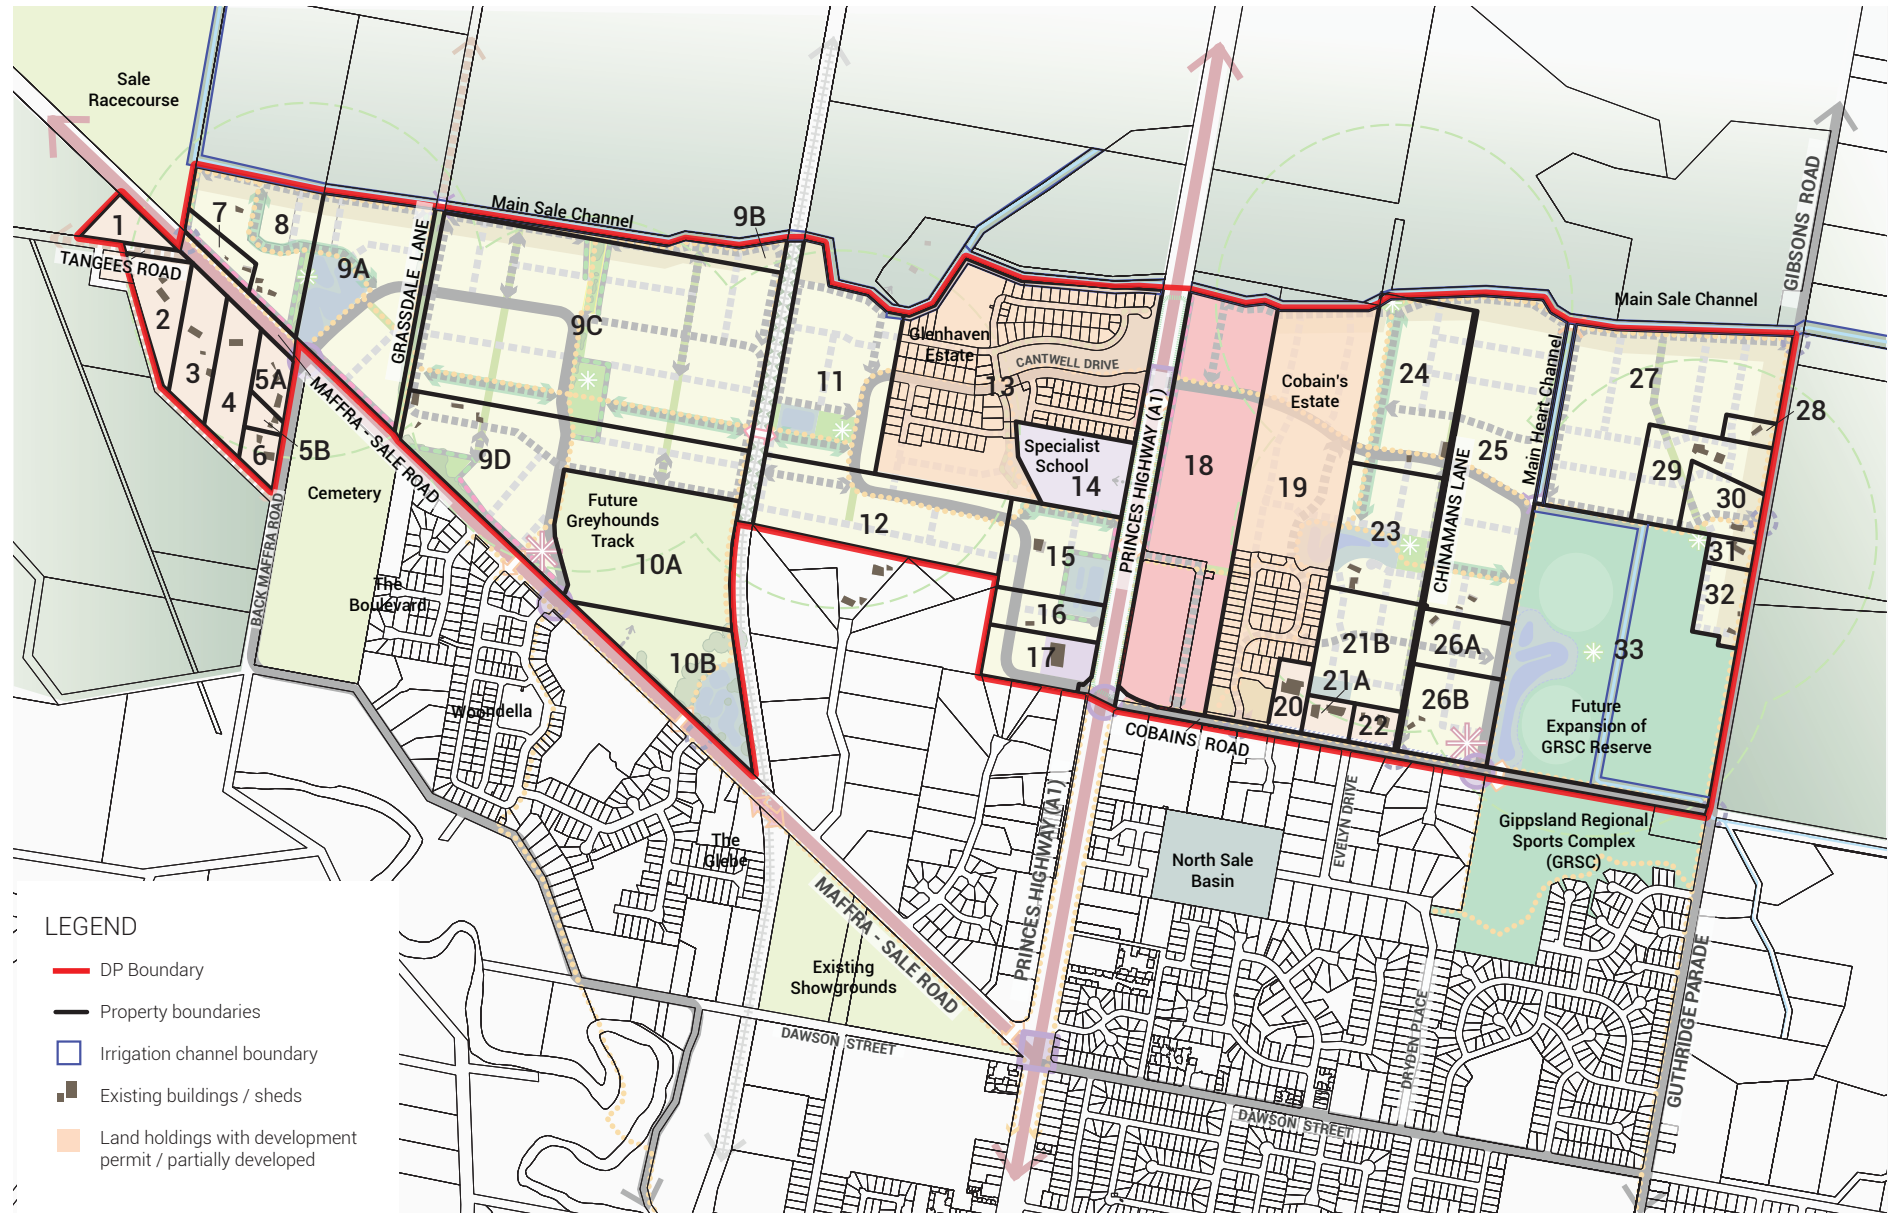 Sale
Racecourse
GIBSONS ROAD
Main Sale Channel
9B
7
8
1
TANGEES ROAD
9A
GRASSDALE LANE
Main Sale Channel
2
9C
Glenhaven
Estate
CANTWELL DRIVE
13
Cobain's
Estate
24
27
28
3
4
5A
5B
6
MAFFRA - SALE ROAD
11
PRINCES HIGHWAY (A1)
Main Heart Channel
25
9D
Specialist
School
14
18
19
CHINAMANS LANE
29
30
Cemetery
Future
Greyhounds
Track
10A
12
15
23
31
32
BACK MAFFRA ROAD
The
Boulevard
16
17
21B
26A
33
10B
21A
20
22
26B
Future
Expansion of
GRSC Reserve
Woondella
COBAINS ROAD
EVELYN DRIVE
PRINCES HIGHWAY (A1)
The
Glebe
North Sale
Basin
Gippsland Regional
Sports Complex
(GRSC)
MAFFRA - SALE ROAD
Existing
Showgrounds
DAWSON STREET
DRYDEN PLACE
GUTHRIDGE PARADE
DAWSON STREET
LEGEND
DP Boundary
Property boundaries
Irrigation channel boundary
Existing buildings / sheds
Land holdings with development
permit / partially developed